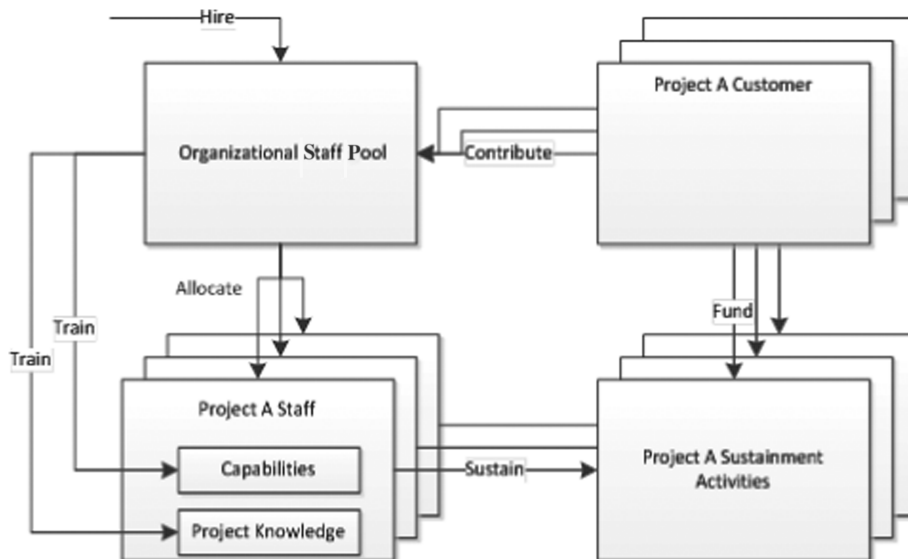 Hire
Project A Customer
Organizational Staff Pool
Contribute
Allocate
Fund
Train
Train
Project A Staff
Capabilities
Sustain
Project A Sustainment
Activities
Project Knowledge